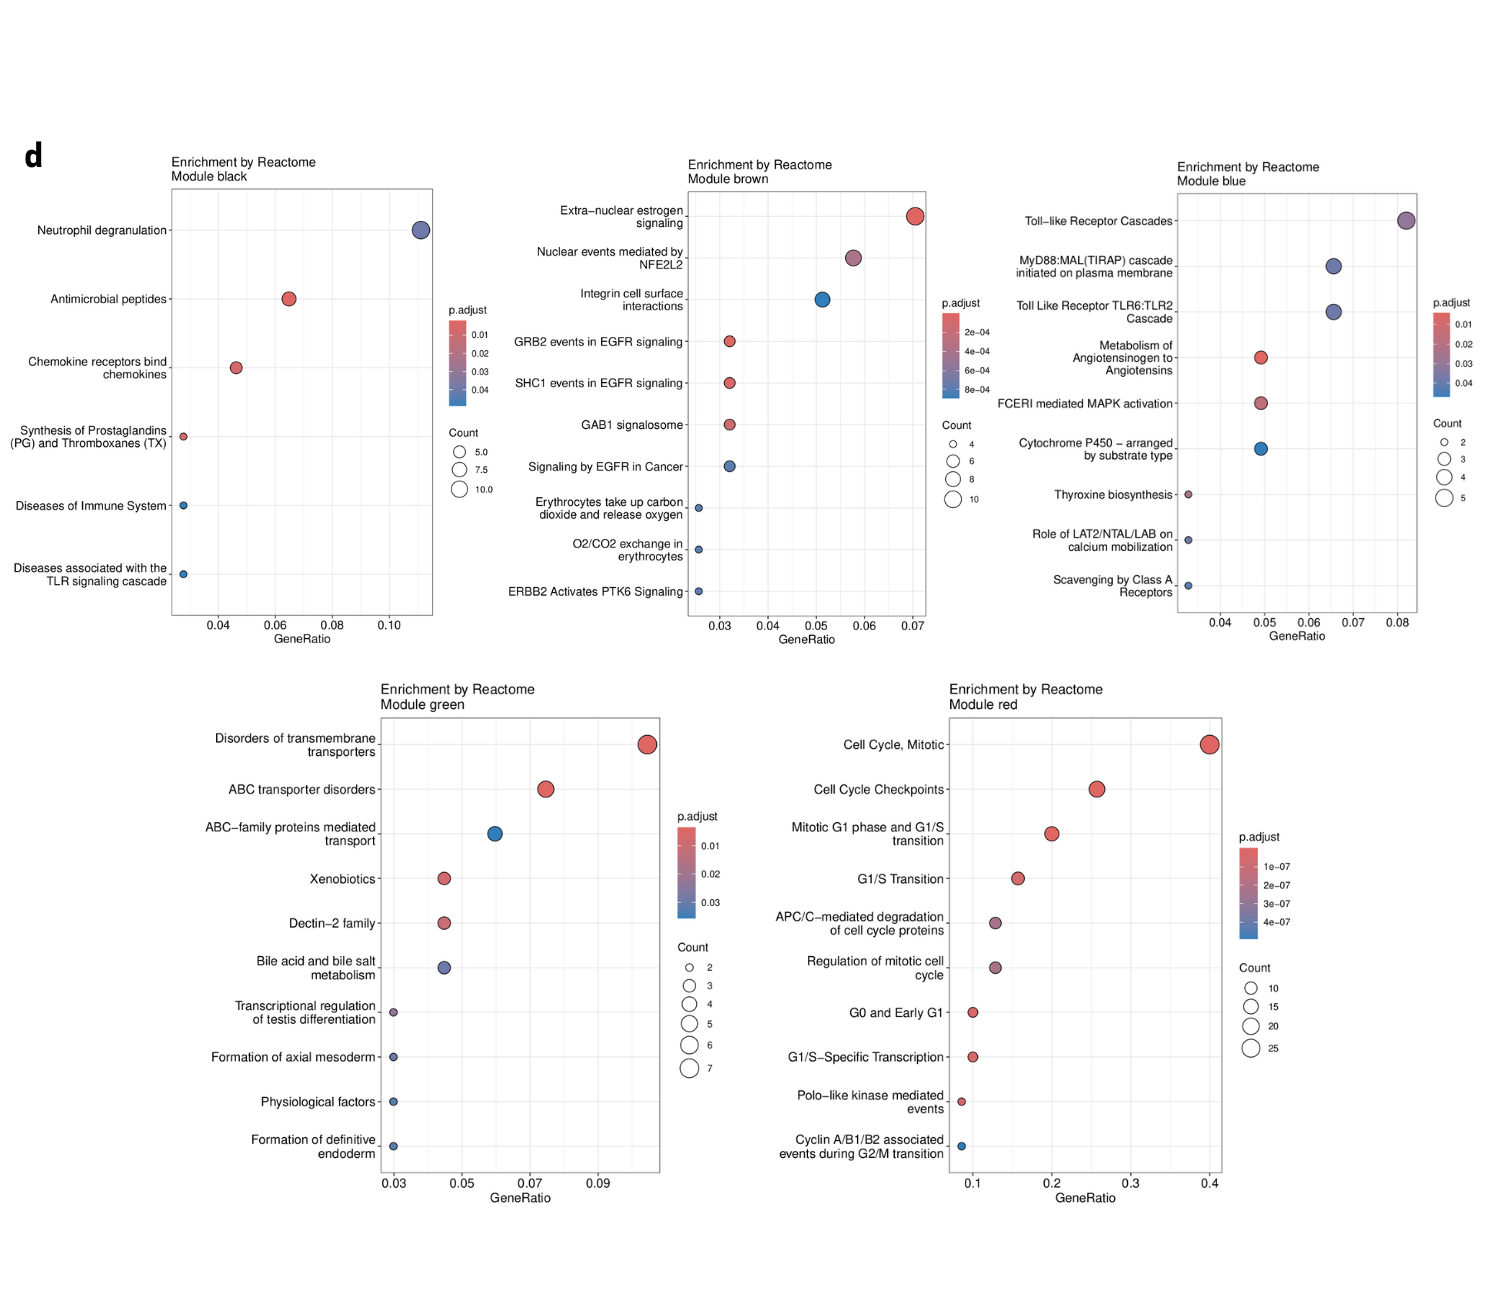 d
Enrichment by Reactome
Module black
Neutrophil degranulation
Antimicrobial peptides
Chemokine receptors bind
chemokines
Synthesis of Prostaglandins
(PG) and Thromboxanes (TX)
Diseases of Immune System
Diseases associated with the
TLR signaling cascade
0.04 0.06 0.08 0.10
GeneRatio
p.adjust
0.01
0.02
0.03
0.04
Count
5.0
7.5
10.0
Enrichment by Reactome
Module brown
Extra−nuclear estrogen
signaling
Nuclear events mediated by
NFE2L2
Integrin cell surface
interactions
GRB2 events in EGFR signaling
SHC1 events in EGFR signaling
GAB1 signalosome
Signaling by EGFR in Cancer
Erythrocytes take up carbon
dioxide and release oxygen
O2/CO2 exchange in
erythrocytes
ERBB2 Activates PTK6 Signaling
0.03 0.04 0.05 0.06 0.07
GeneRatio
p.adjust
2e−04
4e−04
6e−04
8e−04
Count
4
6
8
10
Enrichment by Reactome
Module blue
Toll−like Receptor Cascades
MyD88:MAL(TIRAP) cascade
initiated on plasma membrane
Toll Like Receptor TLR6:TLR2
Cascade
Metabolism of
Angiotensinogen to
Angiotensins
FCERI mediated MAPK activation
Cytochrome P450 − arranged
by substrate type
Thyroxine biosynthesis
Role of LAT2/NTAL/LAB on
calcium mobilization
Scavenging by Class A
Receptors
0.04 0.05 0.06 0.07 0.08
GeneRatio
p.adjust
0.01
0.02
0.03
0.04
Count
2
3
4
5
Enrichment by Reactome
Module green
Disorders of transmembrane
transporters
ABC transporter disorders
ABC−family proteins mediated
transport
Xenobiotics
Dectin−2 family
Bile acid and bile salt
metabolism
Transcriptional regulation
of testis differentiation
Formation of axial mesoderm
Physiological factors
Formation of definitive
endoderm
0.03 0.05 0.07 0.09
GeneRatio
p.adjust
0.01
0.02
0.03
Count
2
3
4
5
6
7
Enrichment by Reactome
Module red
Cell Cycle, Mitotic
Cell Cycle Checkpoints
Mitotic G1 phase and G1/S
transition
G1/S Transition
APC/C−mediated degradation
of cell cycle proteins
Regulation of mitotic cell
cycle
G0 and Early G1
G1/S−Specific Transcription
Polo−like kinase mediated
events
Cyclin A/B1/B2 associated
events during G2/M transition
0.1 0.2 0.3 0.4
GeneRatio
p.adjust
1e−07
2e−07
3e−07
4e−07
Count
10
15
20
25